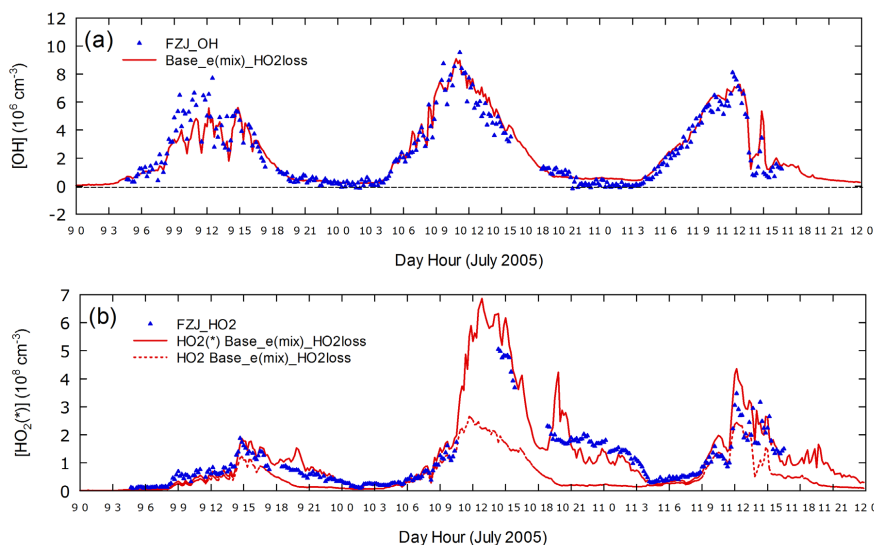 (a)
FZJ_OH
Base_e(mix)_HO2loss
[OH] (10⁶ cm⁻³)
12
10
8
6
4
2
0
-2
9 0 9 3 9 6 9 9 9 12 9 15 9 18 9 21 10 0 10 3 10 6 10 9 10 12 10 15 10 18 10 21 11 0 11 3 11 6 11 9 11 12 11 15 11 18 11 21 12 0
Day Hour (July 2005)
(b)
FZJ_HO2
HO2(*) Base_e(mix)_HO2loss
HO2 Base_e(mix)_HO2loss
[HO₂(*)] (10⁸ cm⁻³)
7
6
5
4
3
2
1
0
9 0 9 3 9 6 9 9 9 12 9 15 9 18 9 21 10 0 10 3 10 6 10 9 10 12 10 15 10 18 10 21 11 0 11 3 11 6 11 9 11 12 11 15 11 18 11 21 12 0
Day Hour (July 2005)